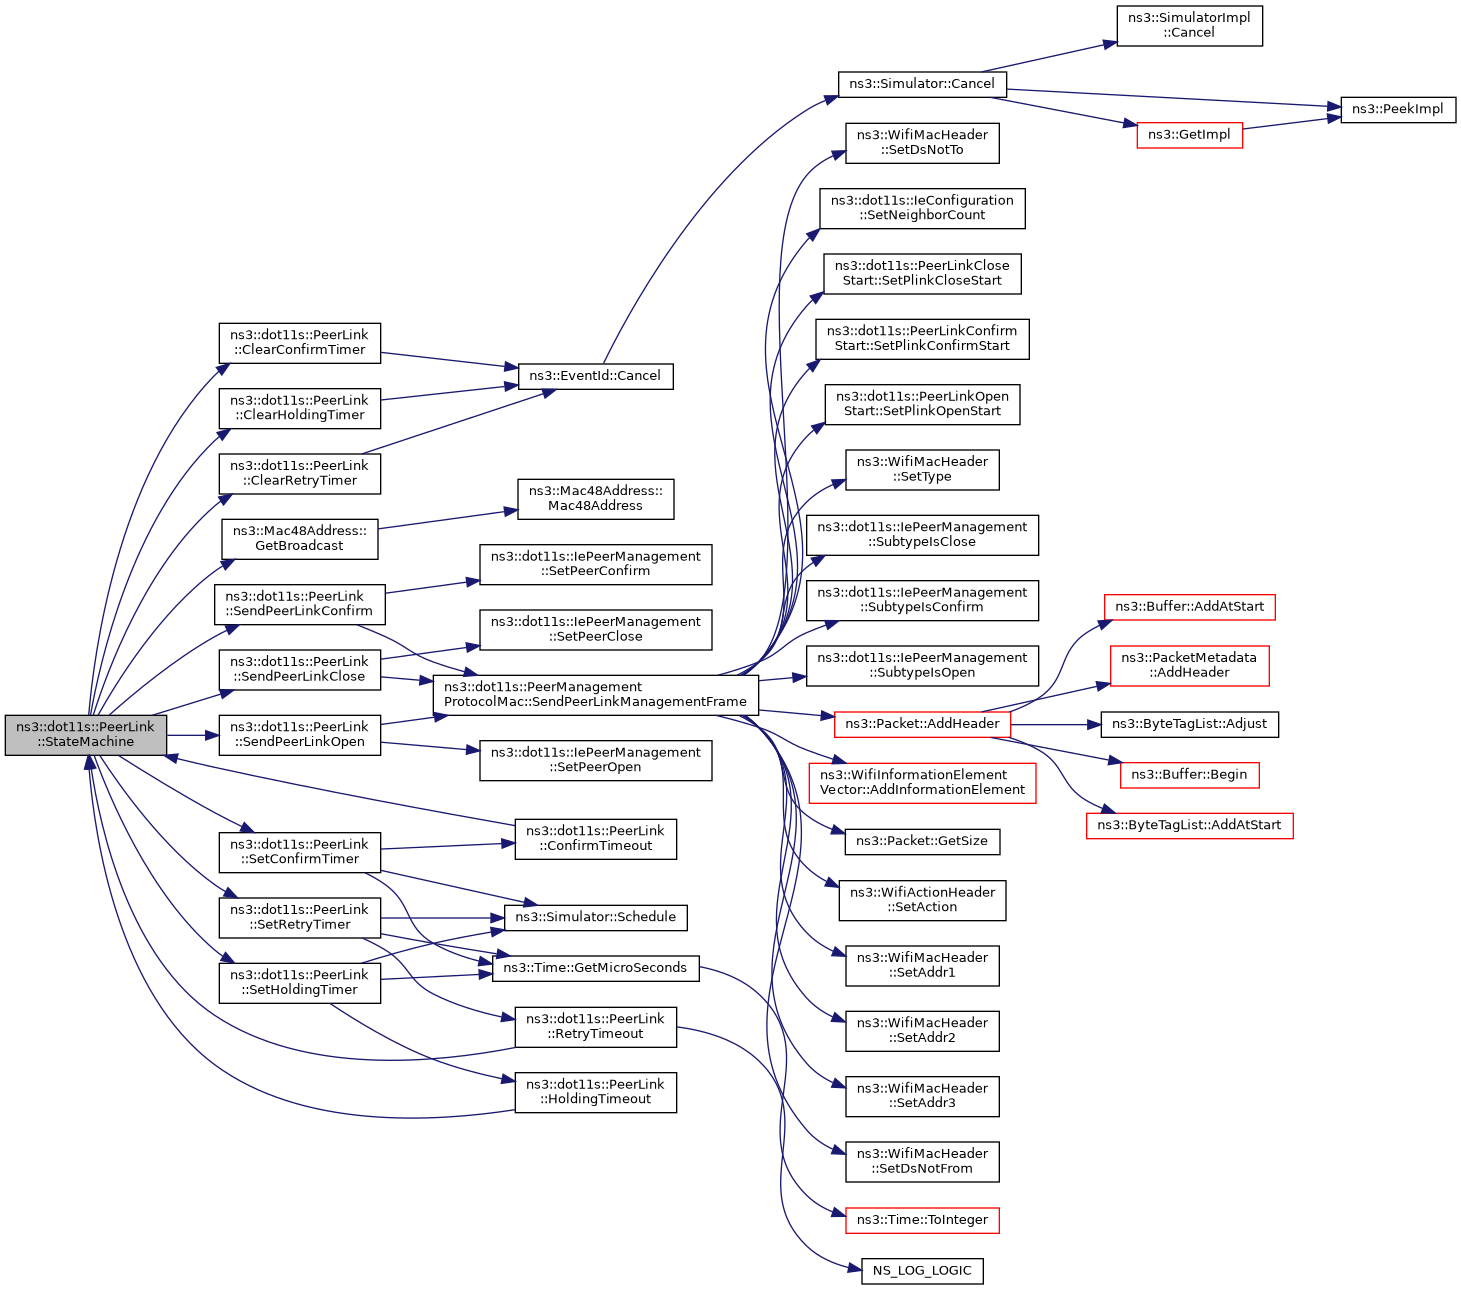 ns3::SimulatorImpl
::Cancel
ns3::Simulator::Cancel
ns3::PeekImpl
ns3::GetImpl
ns3::WifiMacHeader
::SetDsNotTo
ns3::dot11s::IeConfiguration
::SetNeighborCount
ns3::dot11s::PeerLinkClose
Start::SetPlinkCloseStart
ns3::dot11s::PeerLinkConfirm
Start::SetPlinkConfirmStart
ns3::dot11s::PeerLink
::ClearConfirmTimer
ns3::EventId::Cancel
ns3::dot11s::PeerLink
::ClearHoldingTimer
ns3::dot11s::PeerLinkOpen
Start::SetPlinkOpenStart
ns3::dot11s::PeerLink
::ClearRetryTimer
ns3::WifiMacHeader
::SetType
ns3::Mac48Address::
Mac48Address
ns3::Mac48Address::
GetBroadcast
ns3::dot11s::IePeerManagement
::SubtypeIsClose
ns3::dot11s::IePeerManagement
::SetPeerConfirm
ns3::dot11s::PeerLink
::SendPeerLinkConfirm
ns3::dot11s::IePeerManagement
::SubtypeIsConfirm
ns3::Buffer::AddAtStart
ns3::dot11s::IePeerManagement
::SetPeerClose
ns3::dot11s::PeerLink
::SendPeerLinkClose
ns3::dot11s::IePeerManagement
::SubtypeIsOpen
ns3::PacketMetadata
::AddHeader
ns3::dot11s::PeerManagement
ProtocolMac::SendPeerLinkManagementFrame
ns3::dot11s::PeerLink
::StateMachine
ns3::dot11s::PeerLink
::SendPeerLinkOpen
ns3::Packet::AddHeader
ns3::ByteTagList::Adjust
ns3::dot11s::IePeerManagement
::SetPeerOpen
ns3::WifiInformationElement
Vector::AddInformationElement
ns3::Buffer::Begin
ns3::ByteTagList::AddAtStart
ns3::dot11s::PeerLink
::ConfirmTimeout
ns3::dot11s::PeerLink
::SetConfirmTimer
ns3::Packet::GetSize
ns3::WifiActionHeader
::SetAction
ns3::dot11s::PeerLink
::SetRetryTimer
ns3::Simulator::Schedule
ns3::dot11s::PeerLink
::SetHoldingTimer
ns3::Time::GetMicroSeconds
ns3::WifiMacHeader
::SetAddr1
ns3::dot11s::PeerLink
::RetryTimeout
ns3::WifiMacHeader
::SetAddr2
ns3::dot11s::PeerLink
::HoldingTimeout
ns3::WifiMacHeader
::SetAddr3
ns3::WifiMacHeader
::SetDsNotFrom
ns3::Time::ToInteger
NS_LOG_LOGIC